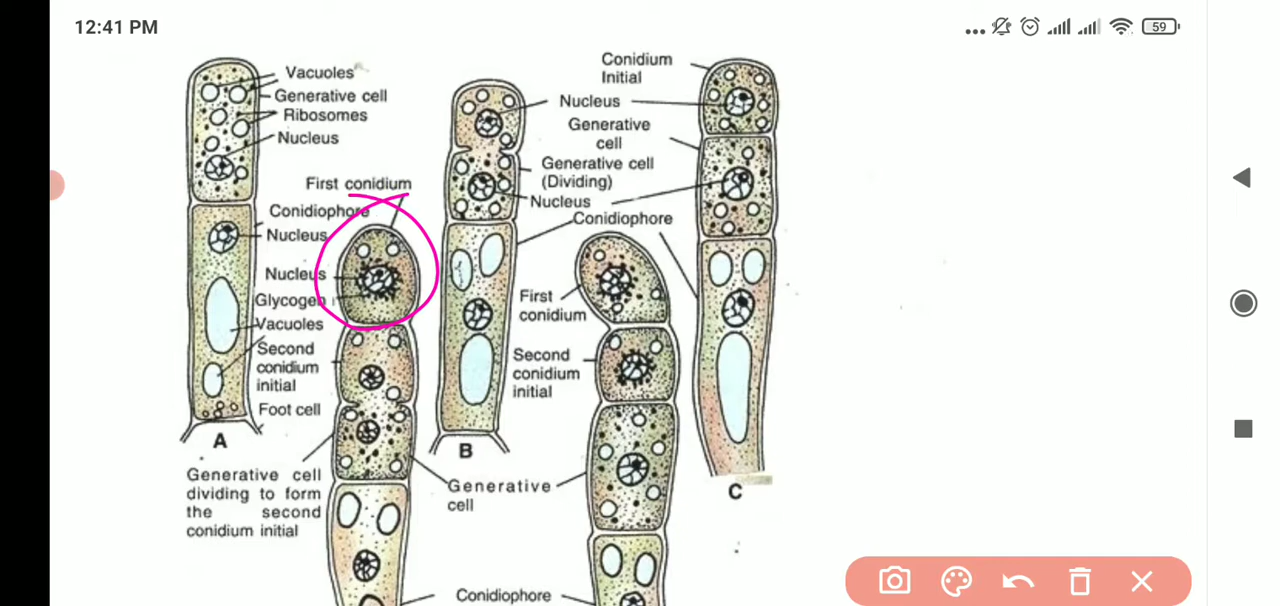 12:41 PM
59
Vacuoles
Generative cell
Ribosomes
Nucleus
First conidium
Conidiophore
Nucleus
Nucleus
Glycogen
Vacuoles
Second
conidium
initial
Foot cell
A
Generative cell
dividing to form
the second
conidium initial
Conidium
Initial
Nucleus
Generative
cell
Generative cell
(Dividing)
Nucleus
Conidiophore
First
conidium
Second
conidium
initial
B
Generative
cell
C
Conidiophore